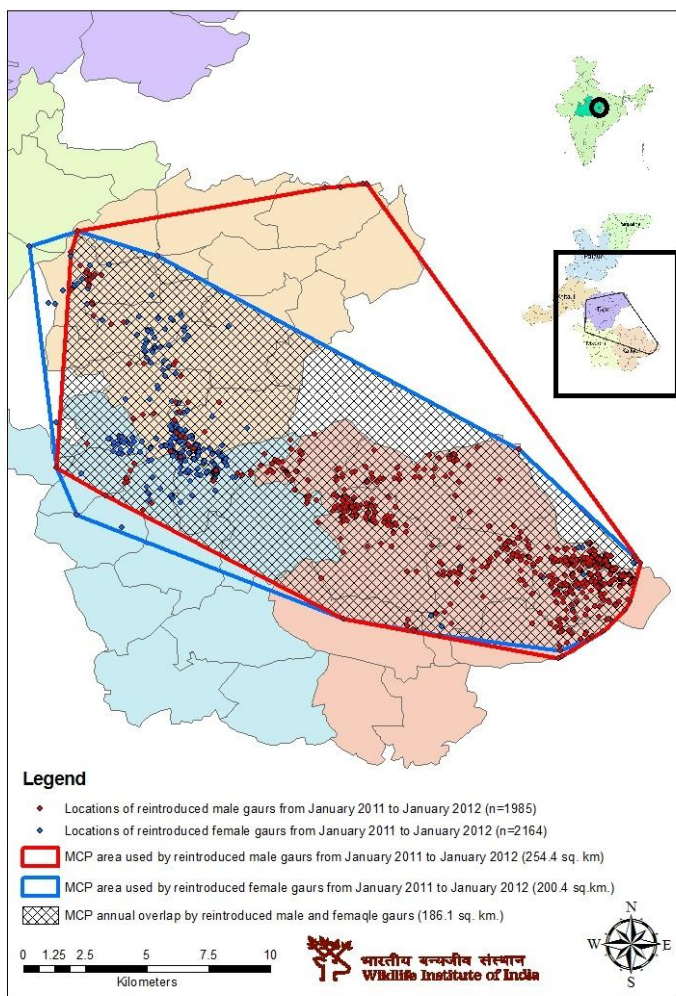 Legend
Locations of reintroduced male gaurs from January 2011 to January 2012 (n=1985)
Locations of reintroduced female gaurs from January 2011 to January 2012 (n=2164)
MCP area used by reintroduced male gaurs from January 2011 to January 2012 (254.4 sq. km)
MCP area used by reintroduced female gaurs from January 2011 to January 2012 (200.4 sq.km.)
MCP annual overlap by reintroduced male and femaqle gaurs (186.1 sq. km.)
0 1.25 2.5 5 7.5 10
Kilometers
भारतीय वन्यजीव संस्थान
Wildlife Institute of India
N
W E
S